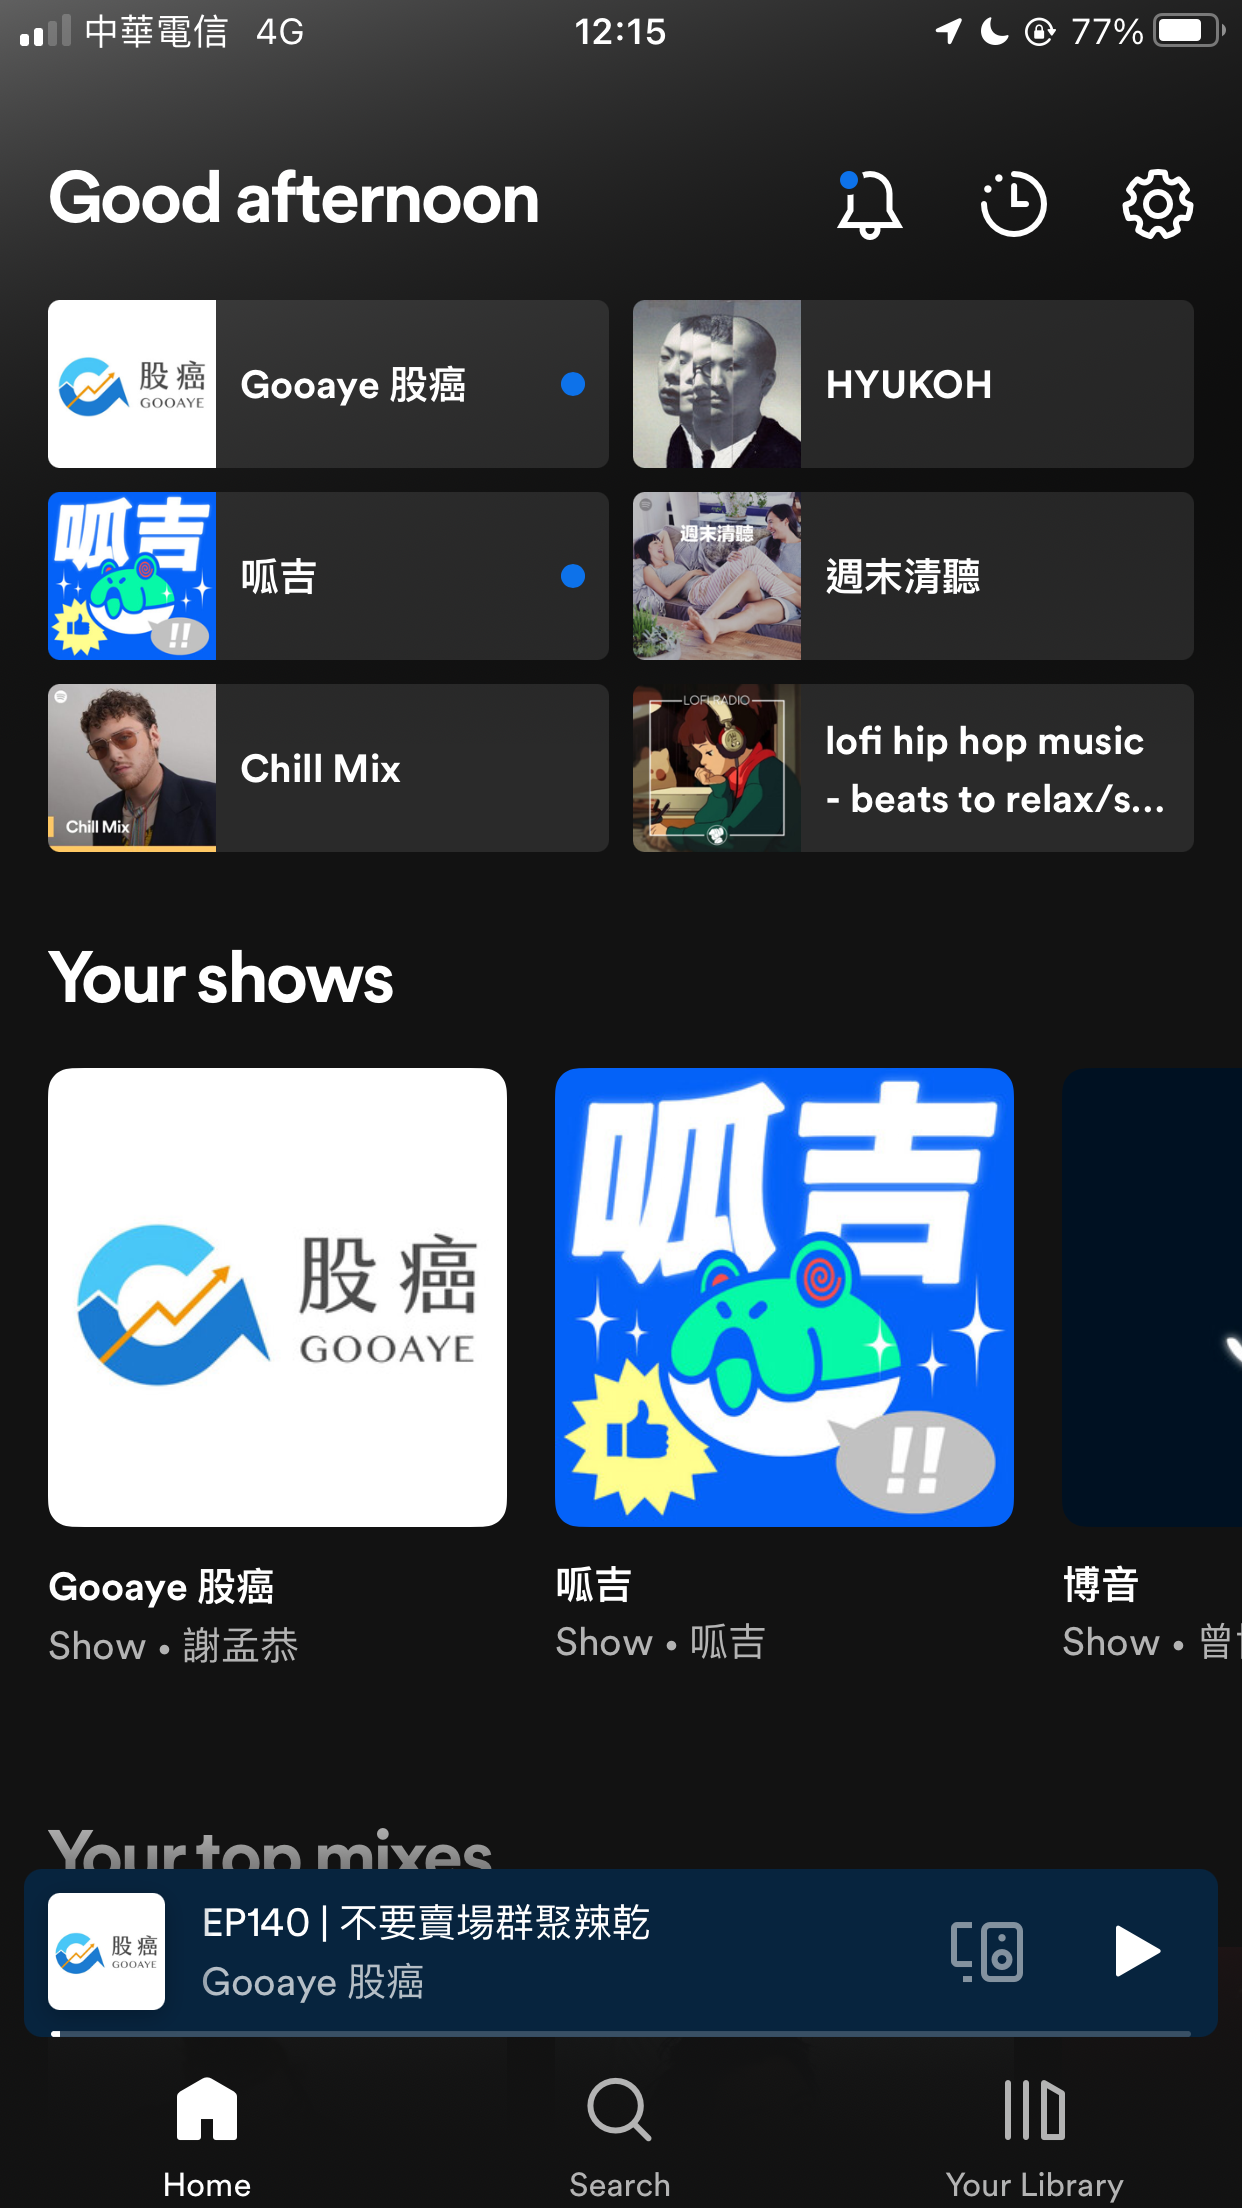 中華電信 4G 12:15 77%
Good afternoon
股癌
GOOAYE
Gooaye 股癌
HYUKOH
呱吉
!!
呱吉
週末清聽
週末清聽
Chill Mix
Chill Mix
LOFI RADIO
lofi hip hop music
- beats to relax/s...
Your shows
股癌
GOOAYE
呱吉
!!
Gooaye 股癌
Show • 謝孟恭
呱吉
Show • 呱吉
博音
Show • 曾
Your top mixes
股癌
GOOAYE
EP140 | 不要賣場群聚辣乾
Gooaye 股癌
Home
Search
Your Library